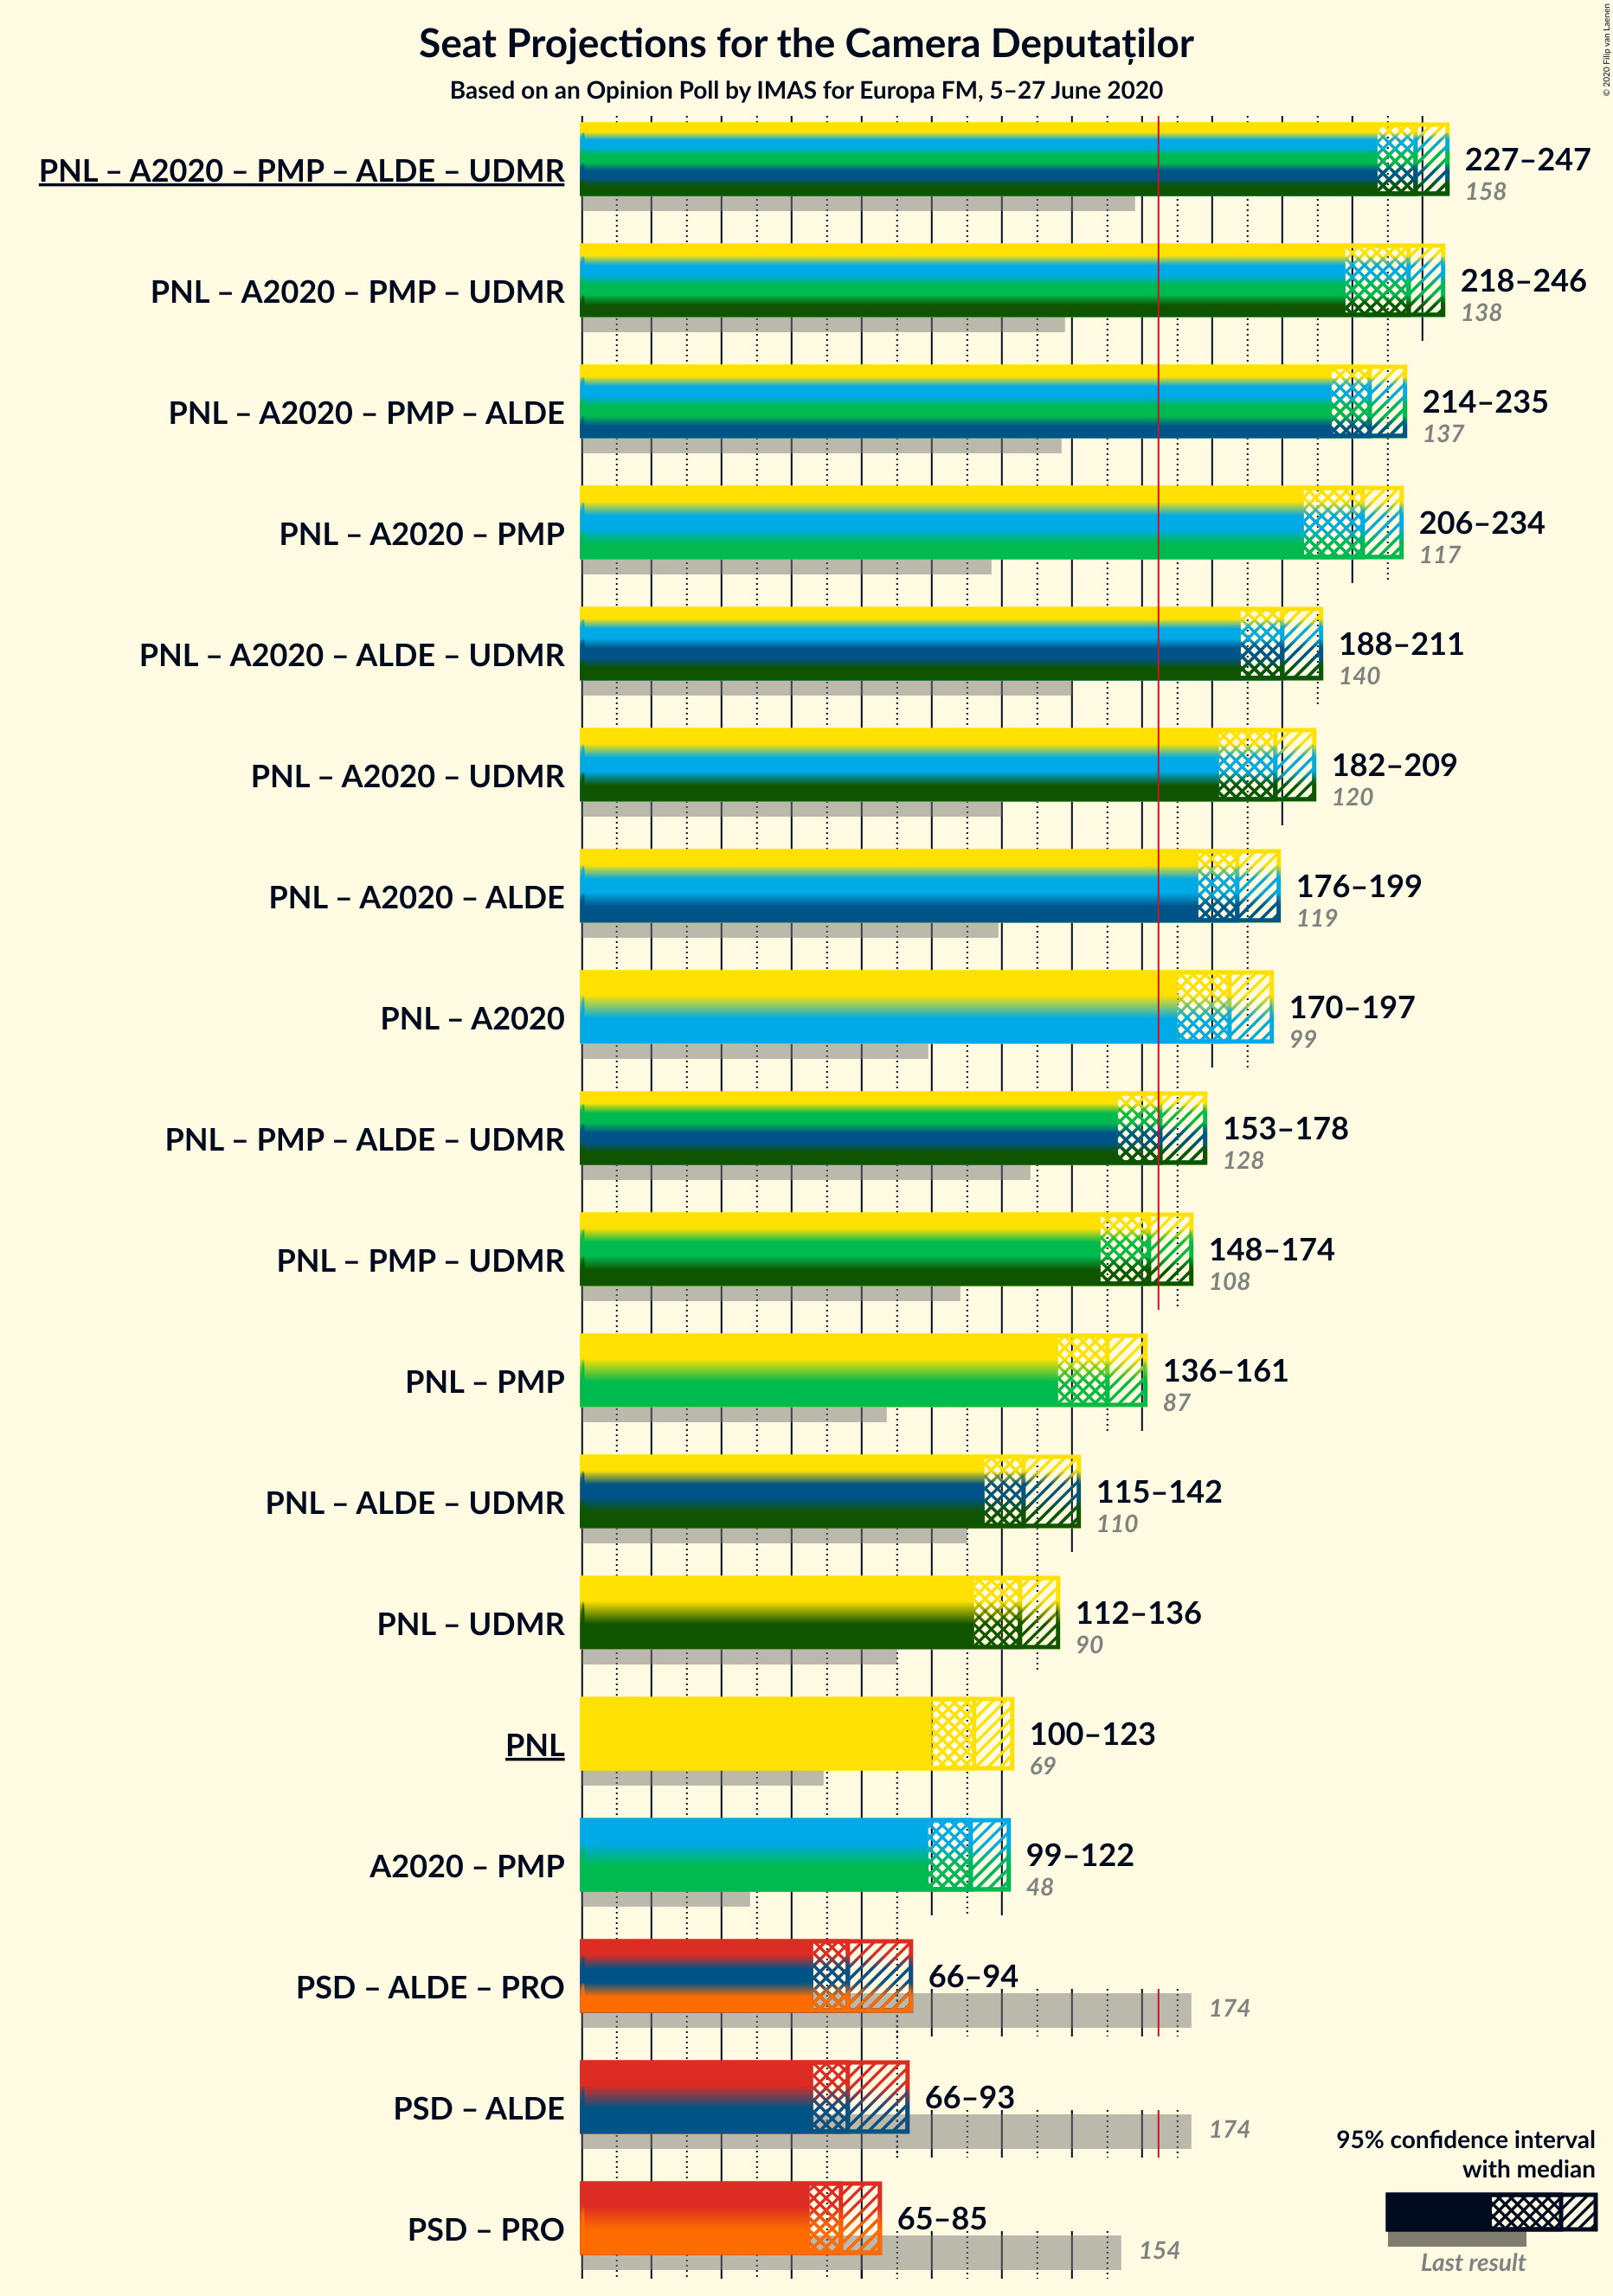 Seat Projections for the Camera Deputaților
Based on an Opinion Poll by IMAS for Europa FM, 5–27 June 2020
© 2020 Filip van Laenen
PNL – A2020 – PMP – ALDE – UDMR
227–247
158
PNL – A2020 – PMP – UDMR
218–246
138
PNL – A2020 – PMP – ALDE
214–235
137
PNL – A2020 – PMP
206–234
117
PNL – A2020 – ALDE – UDMR
188–211
140
PNL – A2020 – UDMR
182–209
120
PNL – A2020 – ALDE
176–199
119
PNL – A2020
170–197
99
PNL – PMP – ALDE – UDMR
153–178
128
PNL – PMP – UDMR
148–174
108
PNL – PMP
136–161
87
PNL – ALDE – UDMR
115–142
110
PNL – UDMR
112–136
90
PNL
100–123
69
A2020 – PMP
99–122
48
PSD – ALDE – PRO
66–94
174
PSD – ALDE
66–93
174
PSD – PRO
65–85
154
95% confidence interval
with median
Last result